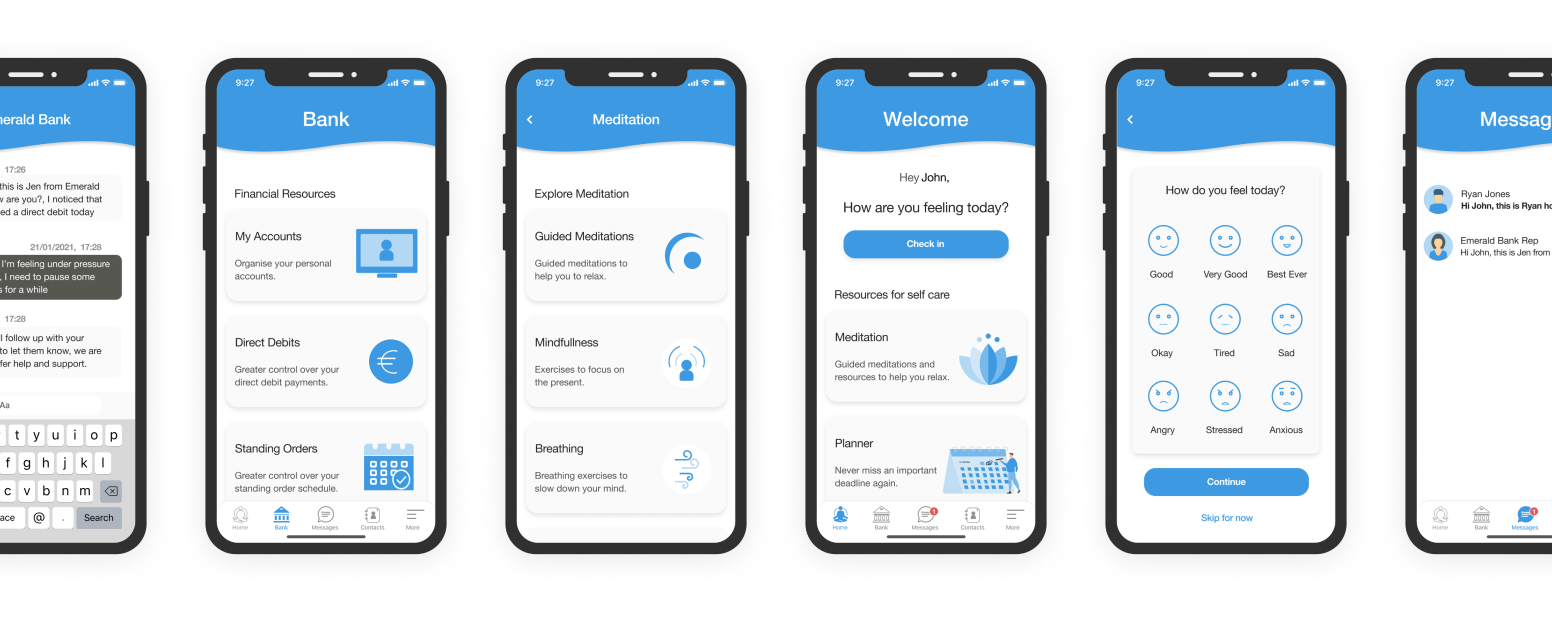 erald Bank
17:26
this is Jen from Emerald
are you?, I noticed that
ed a direct debit today
21/01/2021, 17:28
I'm feeling under pressure
, I need to pause some
s for a while
17:28
I follow up with your
to let them know, we are
fer help and support.
Aa
t y u i o p
f g h j k l
c v b n m
ace @ . Search
9:27
Bank
Financial Resources
My Accounts
Organise your personal
accounts.
Direct Debits
Greater control over your
direct debit payments.
€
Standing Orders
Greater control over your
standing order schedule.
Home Bank Messages Contacts More
9:27
Meditation
Explore Meditation
Guided Meditations
Guided meditations to
help you to relax.
Mindfullness
Exercises to focus on
the present.
Breathing
Breathing exercises to
slow down your mind.
9:27
Welcome
Hey John,
How are you feeling today?
Check in
Resources for self care
Meditation
Guided meditations and
resources to help you relax.
Planner
Never miss an important
deadline again.
1
Home Bank Messages Contacts More
9:27
How do you feel today?
Good Very Good Best Ever
Okay Tired Sad
Angry Stressed Anxious
Continue
Skip for now
9:27
Messag
Ryan Jones
Hi John, this is Ryan ho
Emerald Bank Rep
Hi John, this is Jen from
1
Home Bank Messages